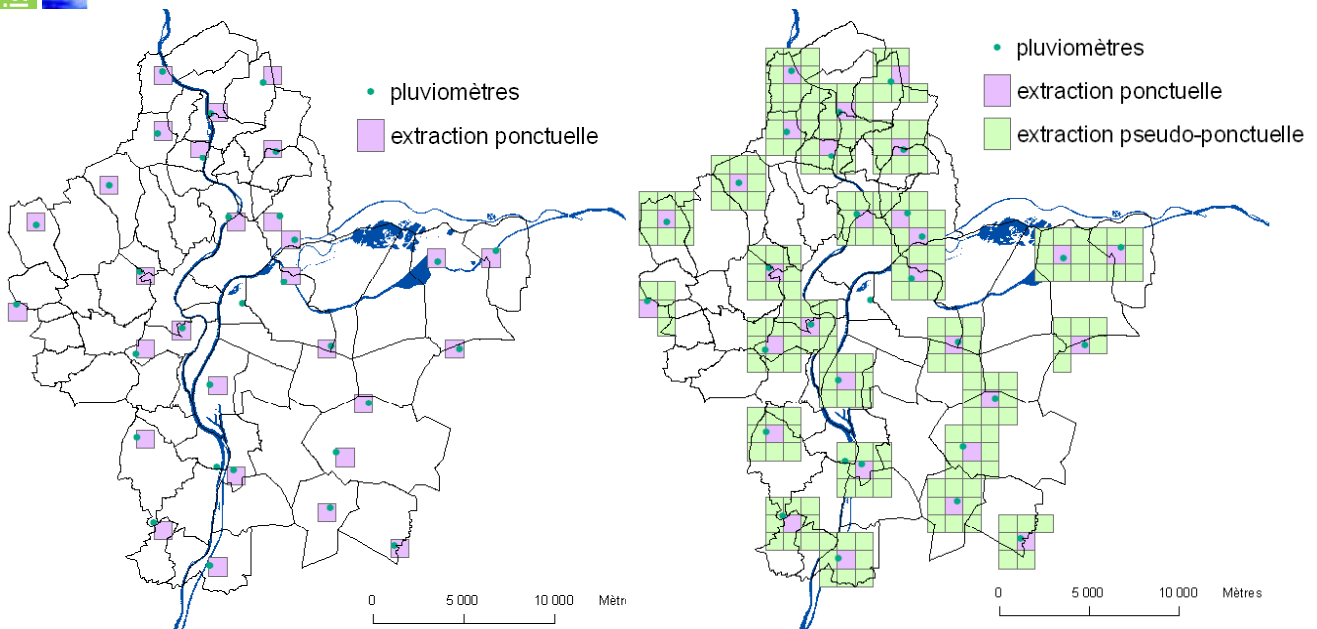 pluviomètres
extraction ponctuelle
0 5 000 10 000
pluviomètres
extraction ponctuelle
extraction pseudo-ponctuelle
0 5 000 10 000 Mètres